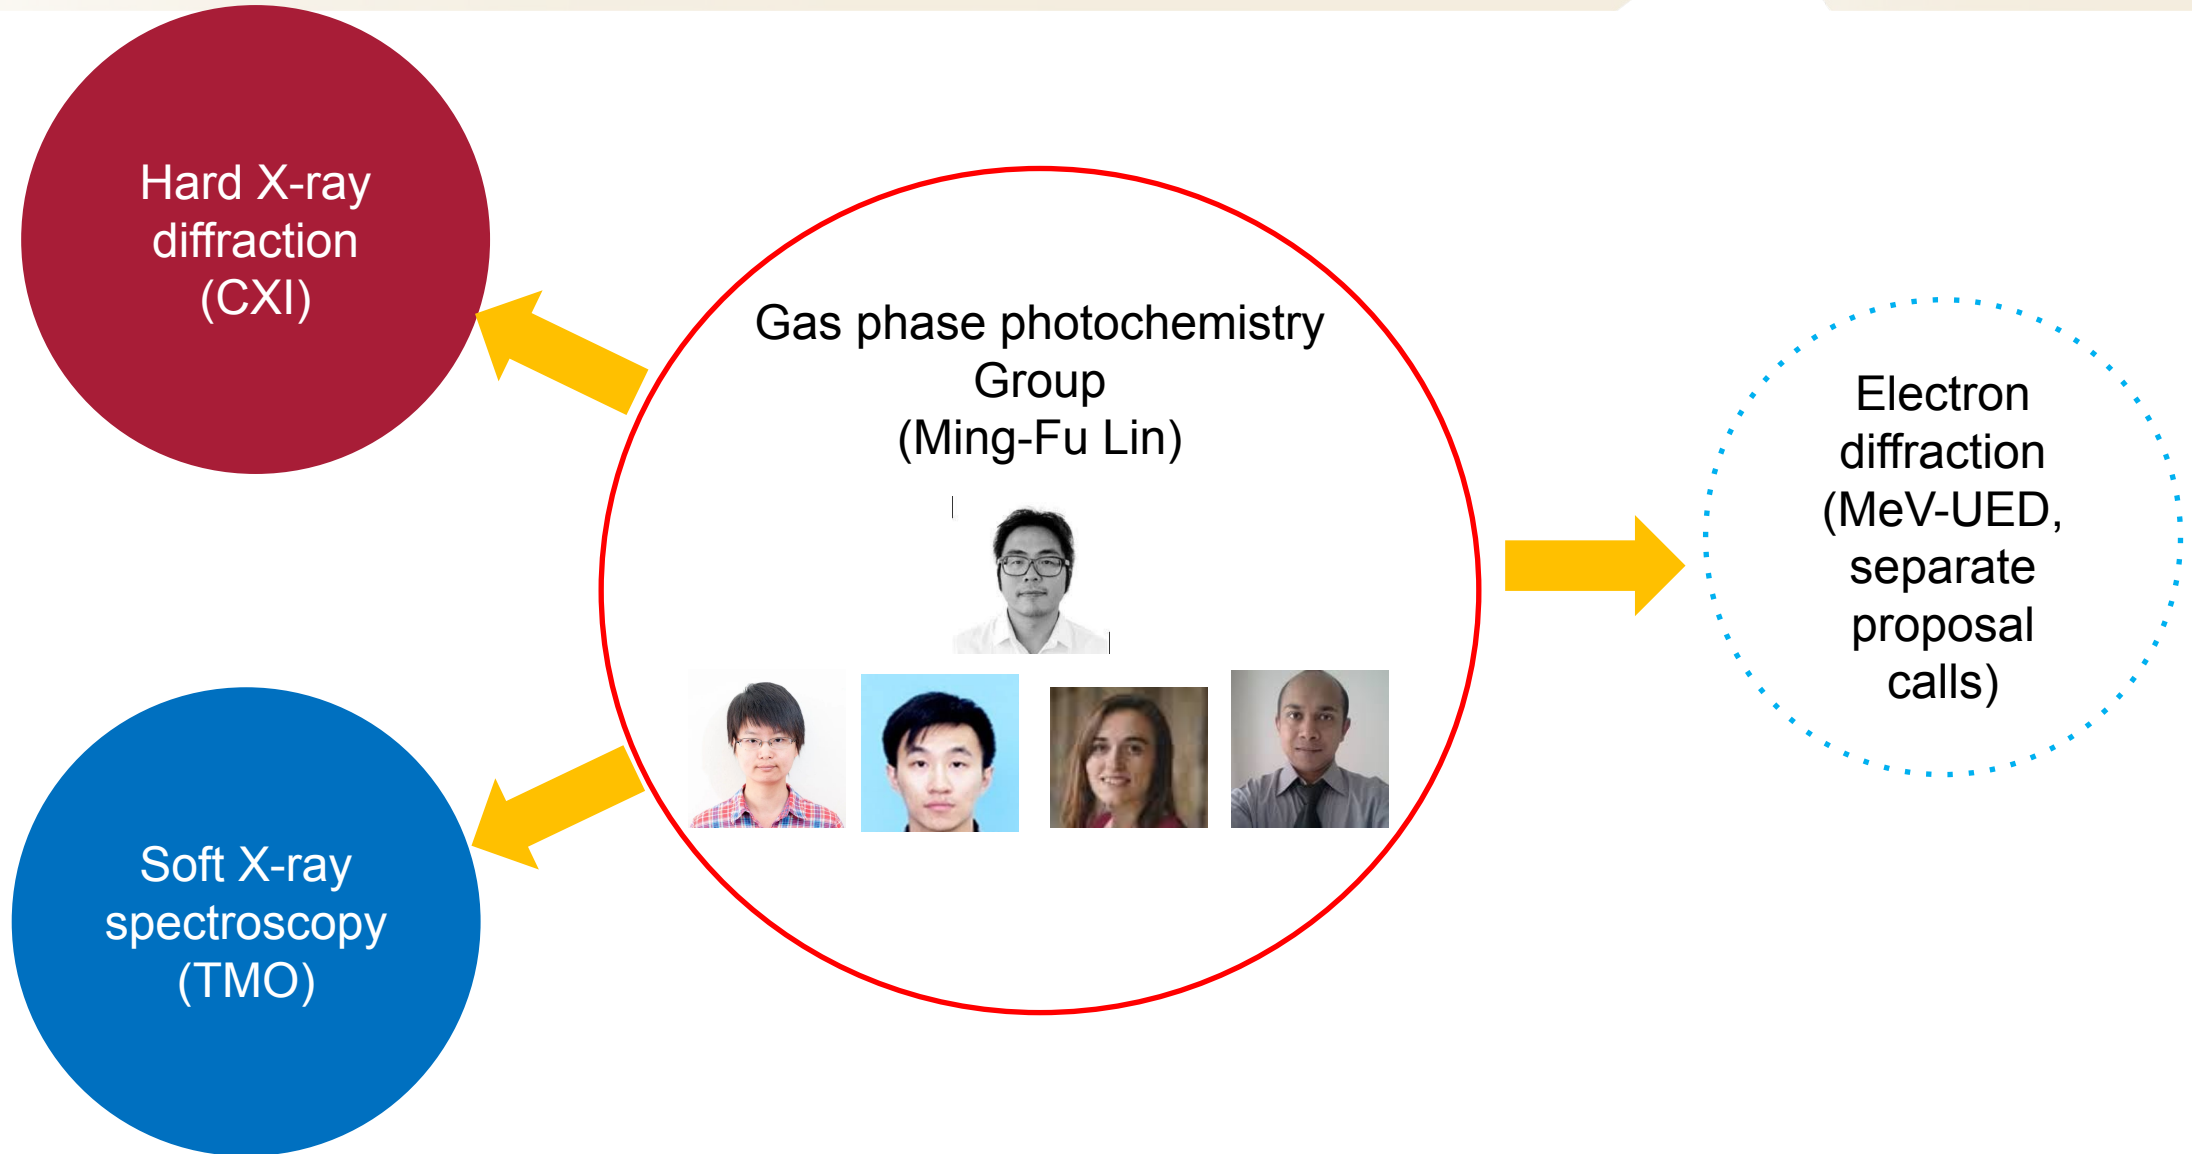 Hard X-ray
diffraction
(CXI)
Gas phase photochemistry
Group
(Ming-Fu Lin)
Electron
diffraction
(MeV-UED,
separate
proposal
calls)
Soft X-ray
spectroscopy
(TMO)